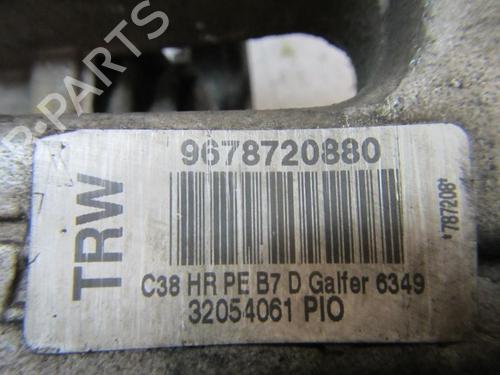 9678720880
TRW
*787208*
C38 HR PE B7 D Galfer 6349
32054061 PIO
B-PARTS